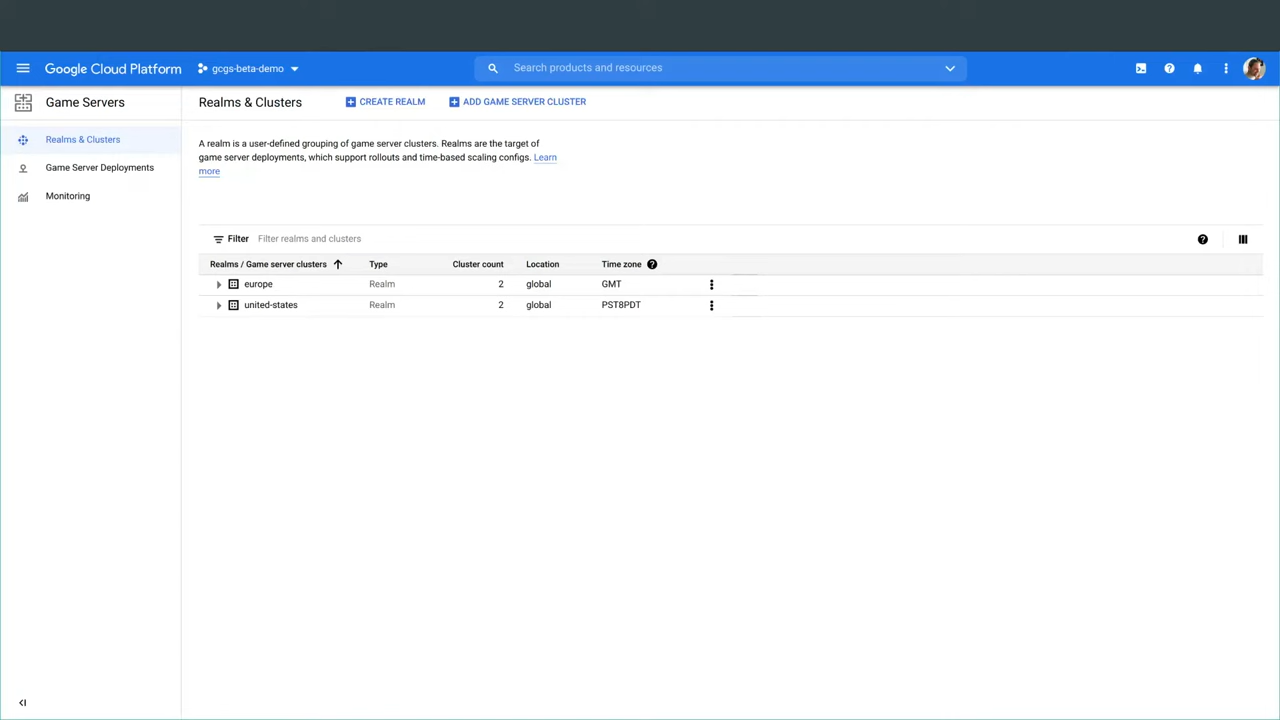 Google Cloud Platform
gcgs-beta-demo
Search products and resources
Game Servers
Realms & Clusters
CREATE REALM
ADD GAME SERVER CLUSTER
Realms & Clusters
Game Server Deployments
Monitoring
A realm is a user-defined grouping of game server clusters. Realms are the target of
game server deployments, which support rollouts and time-based scaling configs. Learn
more
Filter Filter realms and clusters
Realms / Game server clusters Type Cluster count Location Time zone
europe Realm 2 global GMT
united-states Realm 2 global PST8PDT